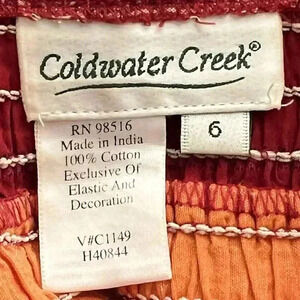 Coldwater Creek®
RN 98516
Made in India
100% Cotton
Exclusive Of
Elastic And
Decoration
V#C1149
H40844
6